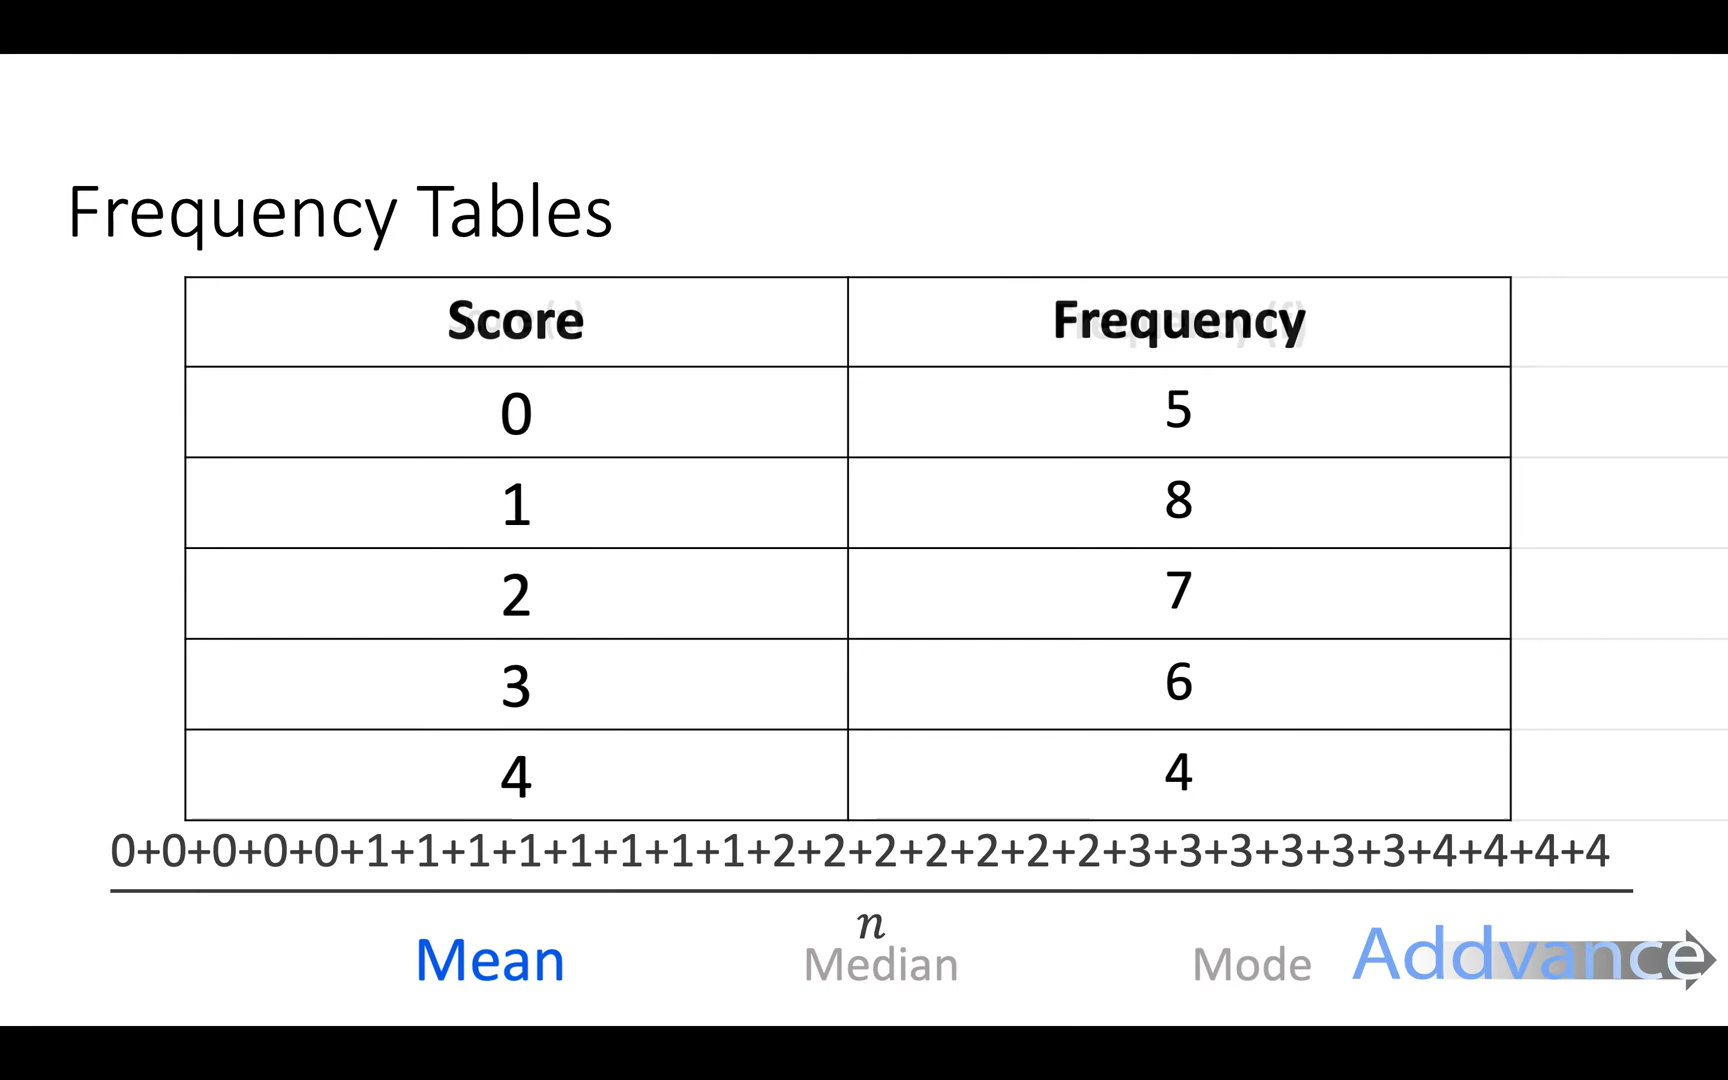 Frequency Tables
Score Frequency
0 5
1 8
2 7
3 6
4 4
0+0+0+0+0+1+1+1+1+1+1+1+1+2+2+2+2+2+2+2+3+3+3+3+3+3+4+4+4+4
n
Mean Median Mode Addvance